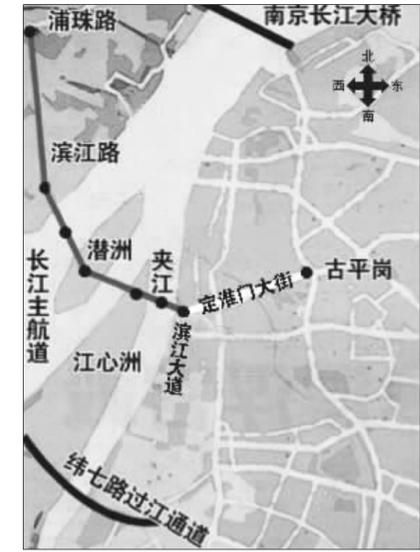 浦珠路
南京长江大桥
北
西
东
南
滨江路
潜洲
夹江
长江主航道
古平岗
定淮门大街
滨江大道
江心洲
纬七路过江通道